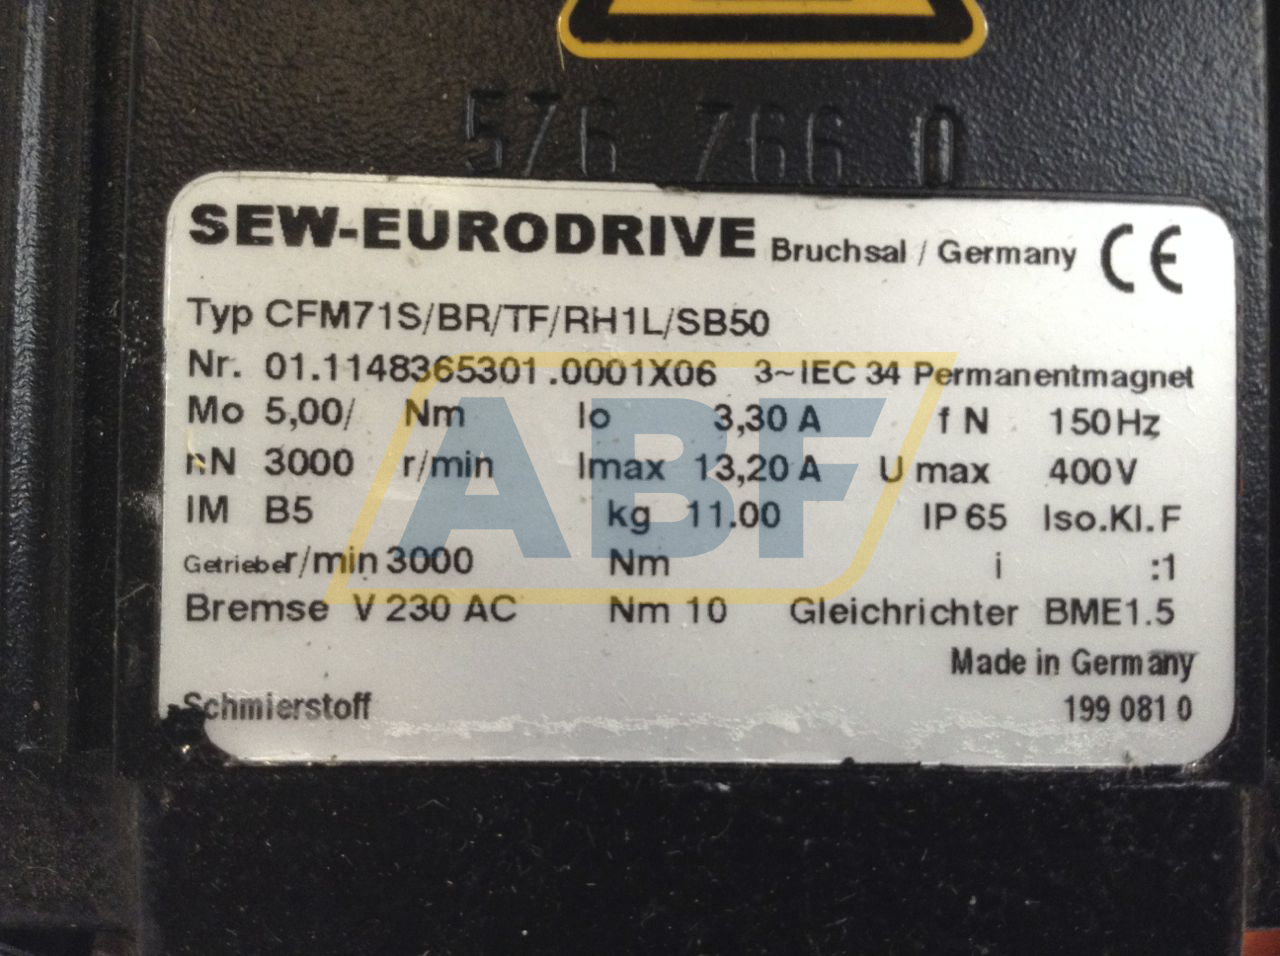 576 766 0
SEW-EURODRIVE Bruchsal / Germany CE
Typ CFM71S/BR/TF/RH1L/SB50
Nr. 01.1148365301.0001X06 3~IEC 34 Permanentmagnet
Mo 5,00/ Nm Io 3,30 A f N 150Hz
nN 3000 r/min Imax 13,20 A U max 400V
IM B5 kg 11.00 IP 65 Iso.Kl.F
Getriebe r/min 3000 Nm i :1
Bremse V 230 AC Nm 10 Gleichrichter BME1.5
Made in Germany
Schmierstoff 199 081 0
ABF